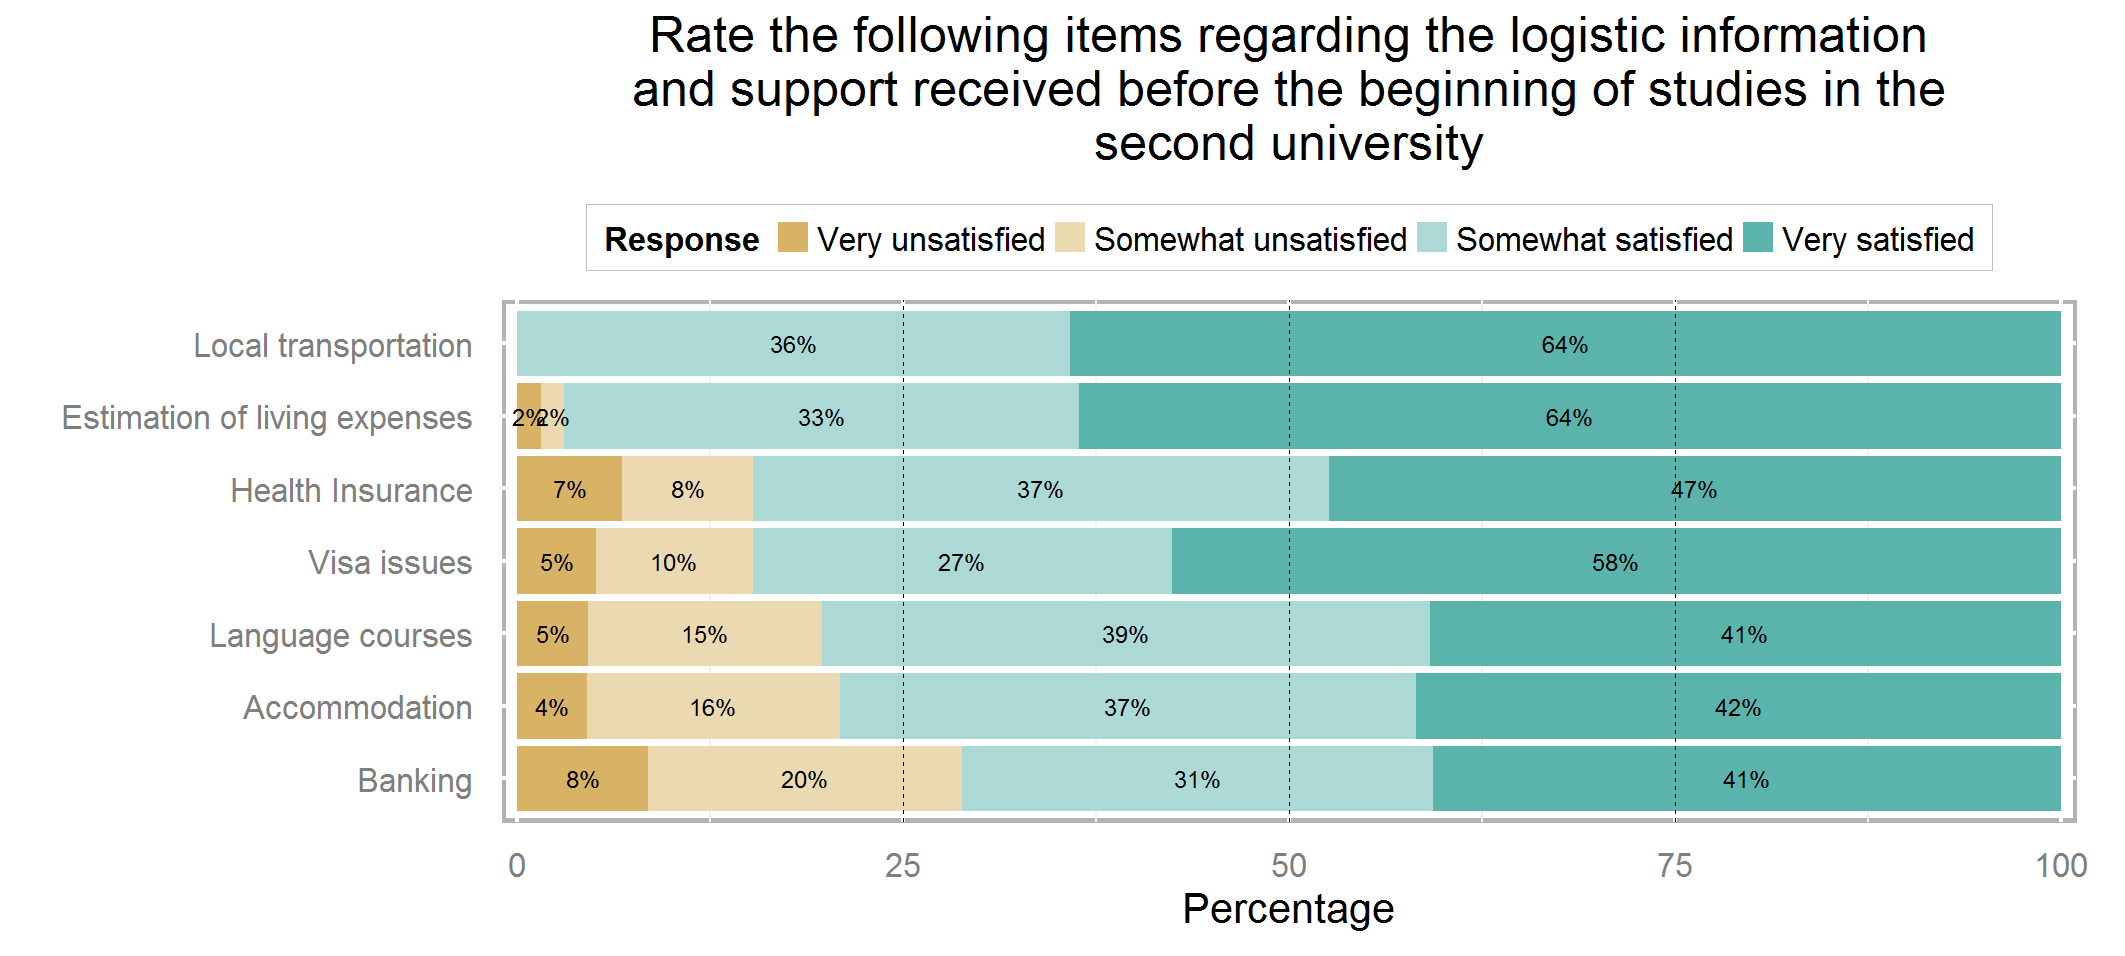 Rate the following items regarding the logistic information
and support received before the beginning of studies in the
second university
Response Very unsatisfied Somewhat unsatisfied Somewhat satisfied Very satisfied
Local transportation 36% 64%
Estimation of living expenses 2% 2% 33% 64%
Health Insurance 7% 8% 37% 47%
Visa issues 5% 10% 27% 58%
Language courses 5% 15% 39% 41%
Accommodation 4% 16% 37% 42%
Banking 8% 20% 31% 41%
0 25 50 75 100
Percentage